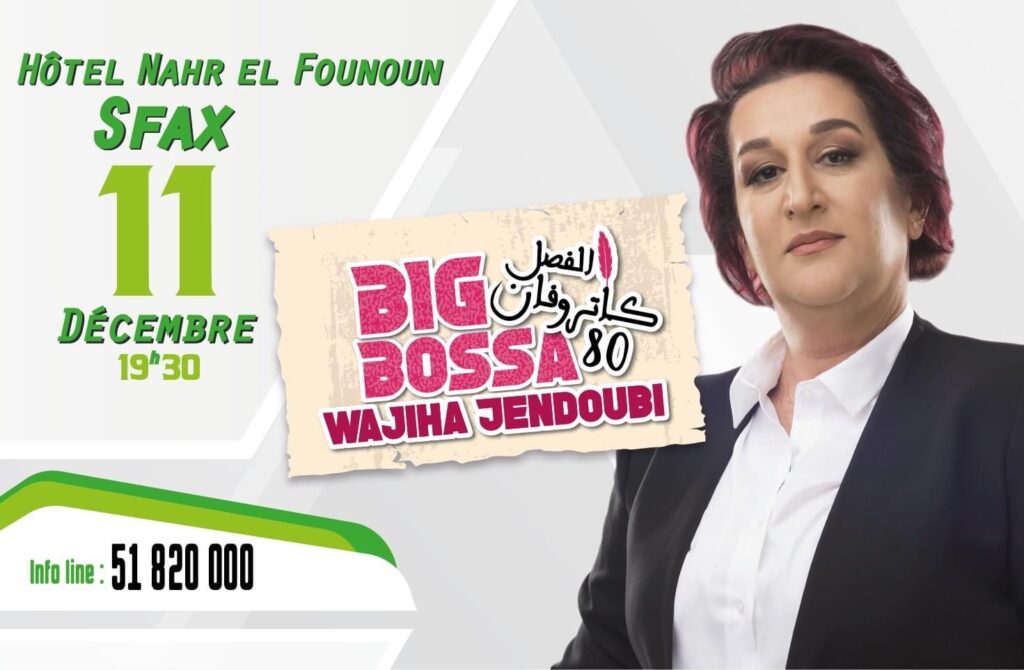 Hôtel Nahr el Founoun
Sfax
11
Décembre
19h30
BIG
BOSSA
الفصل
كاتروفان
80
WAJIHA JENDOUBI
Info line : 51 820 000